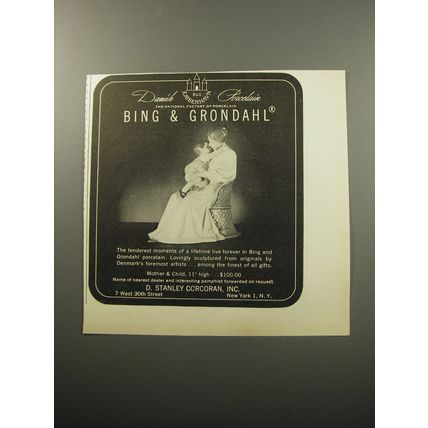 B&G
KØBENHAVN
Danish Porcelain
THE NATIONAL FACTORY OF PORCELAIN
BING & GRONDAHL®
The tenderest moments of a lifetime live forever in Bing and
Grondahl porcelain. Lovingly sculptured from originals by
Denmark's foremost artists . . . among the finest of all gifts.
Mother & Child, 11" high . . . $100.00
Name of nearest dealer and interesting pamphlet forwarded on request.
D. STANLEY CORCORAN, INC.
7 West 30th Street New York 1, N. Y.